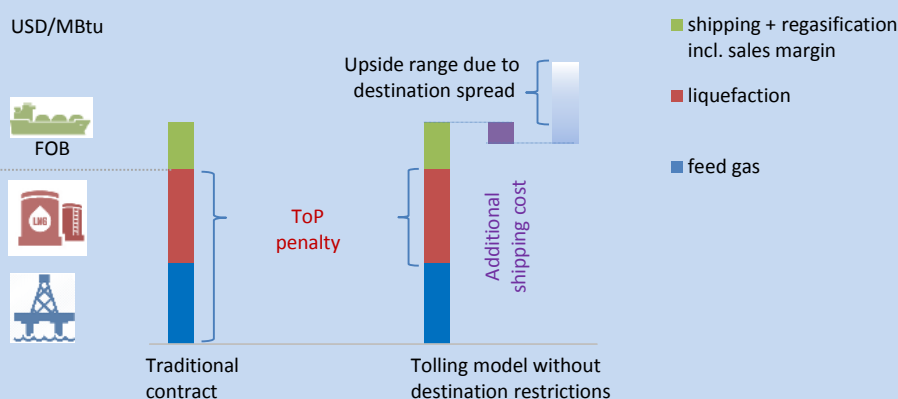 USD/MBtu
shipping + regasification
incl. sales margin
Upside range due to
destination spread
liquefaction
FOB
feed gas
LNG
ToP
penalty
Additional
shipping cost
Traditional
contract
Tolling model without
destination restrictions